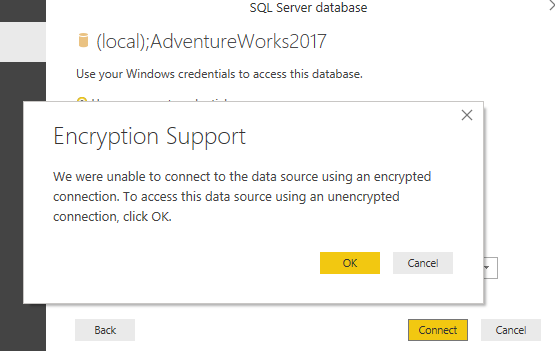 SQL Server database
(local);AdventureWorks2017
Use your Windows credentials to access this database.
Encryption Support
We were unable to connect to the data source using an encrypted
connection. To access this data source using an unencrypted
connection, click OK.
OK
Cancel
Back
Connect
Cancel